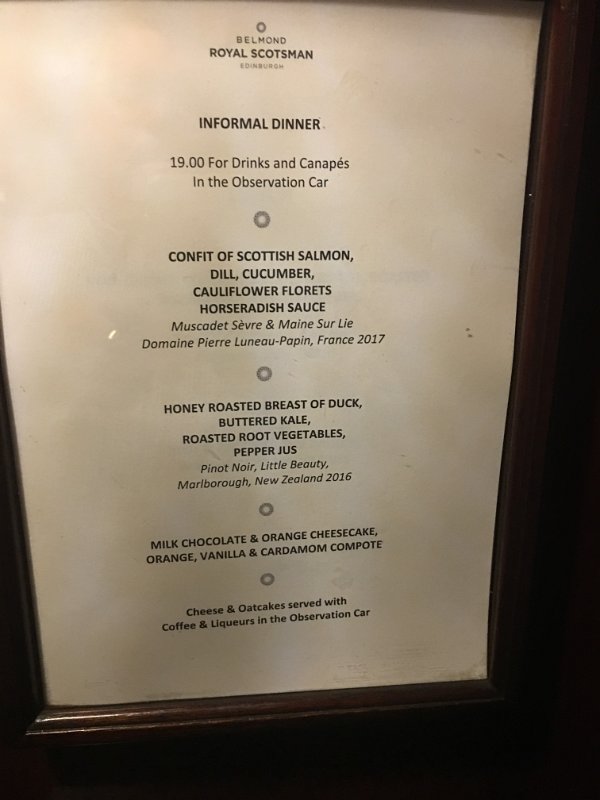 BELMOND
ROYAL SCOTSMAN
EDINBURGH
INFORMAL DINNER
19.00 For Drinks and Canapés
In the Observation Car
CONFIT OF SCOTTISH SALMON,
DILL, CUCUMBER,
CAULIFLOWER FLORETS
HORSERADISH SAUCE
Muscadet Sèvre & Maine Sur Lie
Domaine Pierre Luneau-Papin, France 2017
HONEY ROASTED BREAST OF DUCK,
BUTTERED KALE,
ROASTED ROOT VEGETABLES,
PEPPER JUS
Pinot Noir, Little Beauty,
Marlborough, New Zealand 2016
MILK CHOCOLATE & ORANGE CHEESECAKE,
ORANGE, VANILLA & CARDAMOM COMPOTE
Cheese & Oatcakes served with
Coffee & Liqueurs in the Observation Car